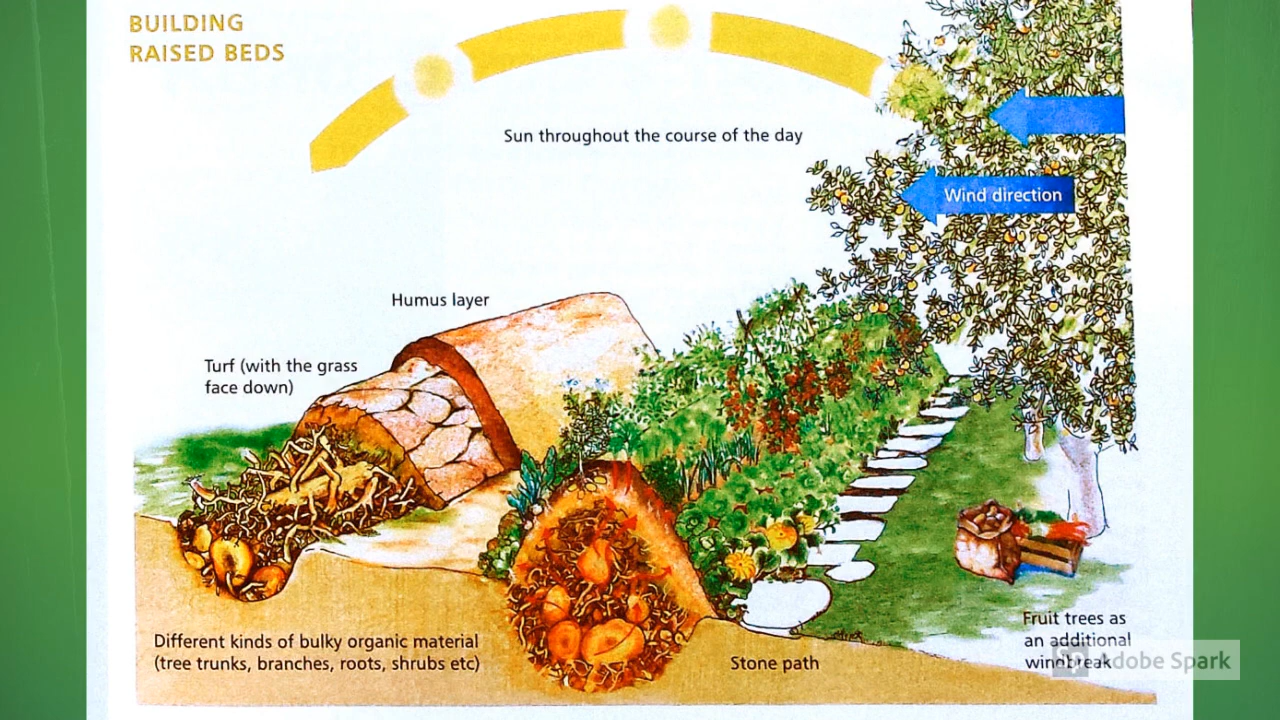 BUILDING
RAISED BEDS
Sun throughout the course of the day
Wind direction
Humus layer
Turf (with the grass
face down)
Different kinds of bulky organic material
(tree trunks, branches, roots, shrubs etc)
Stone path
Fruit trees as
an additional
windbreak
Adobe Spark